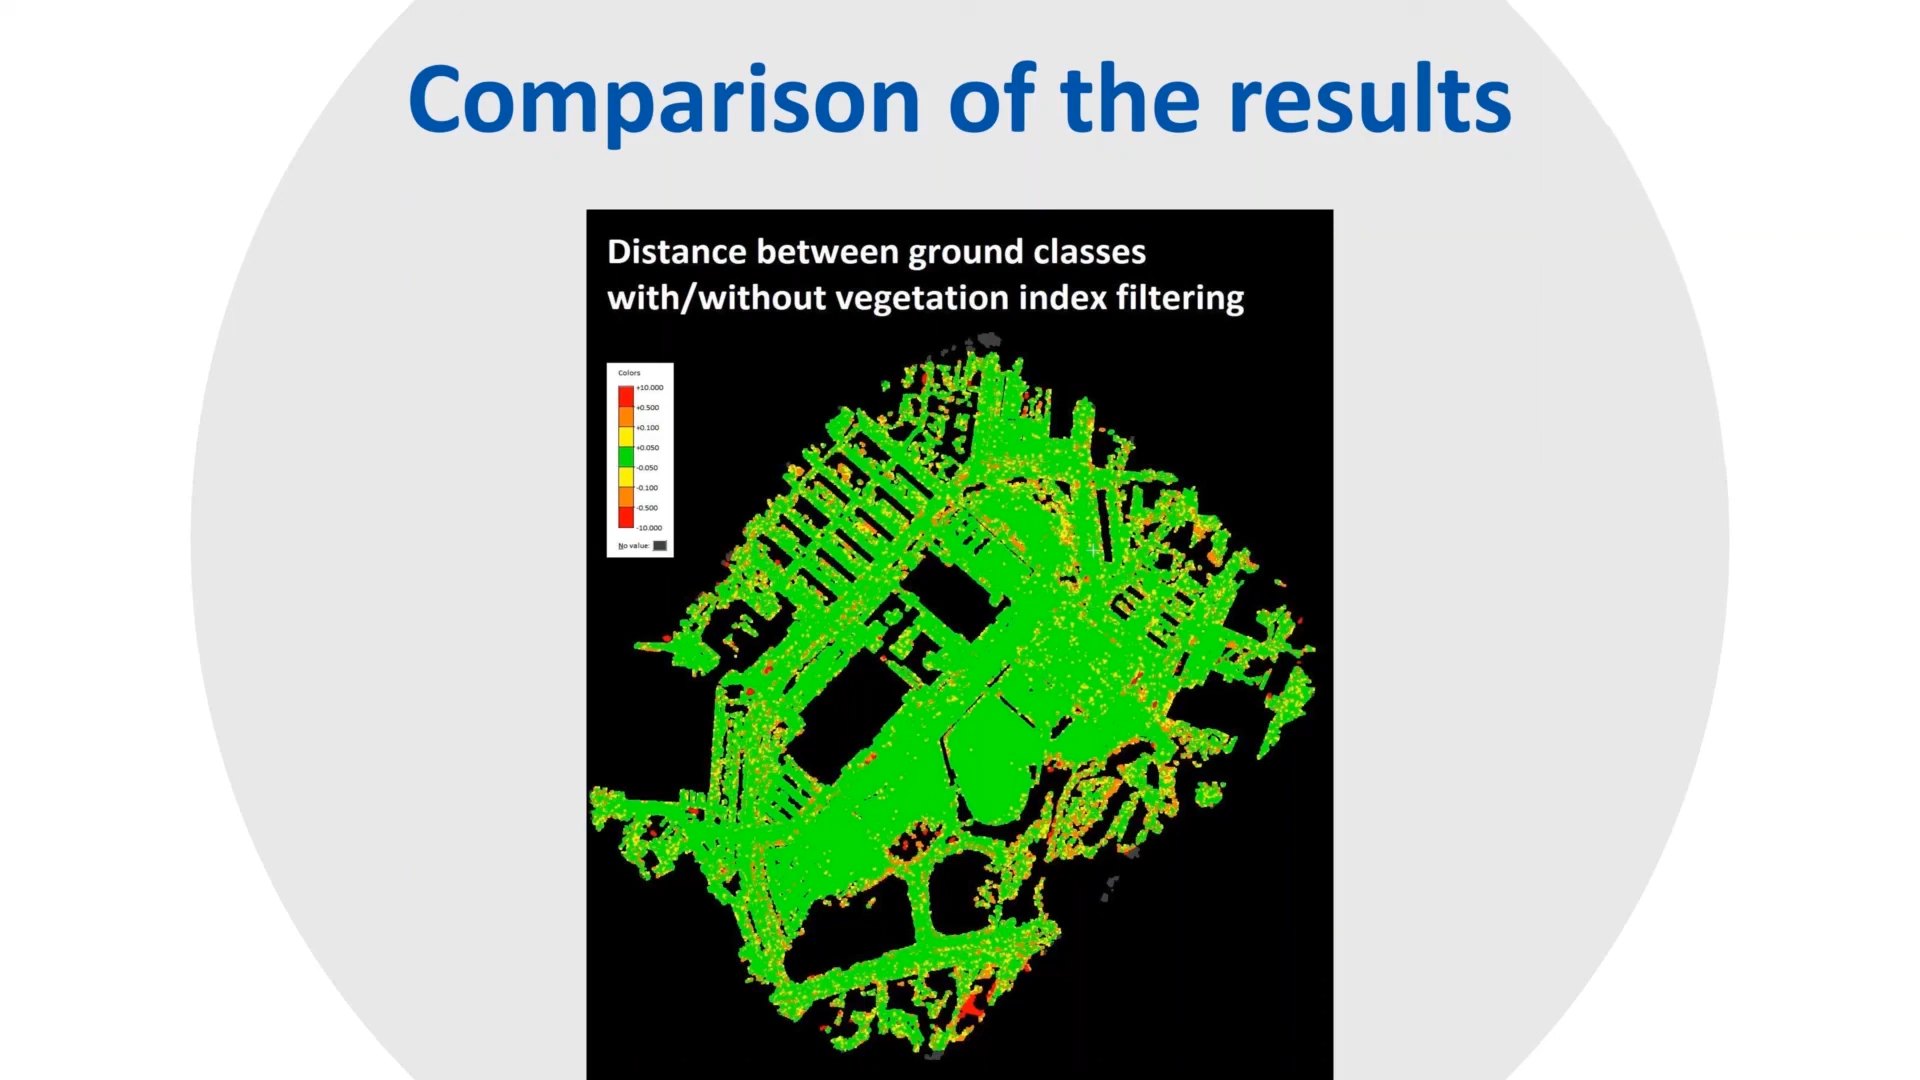 Comparison of the results
Distance between ground classes
with/without vegetation index filtering
Colors
+10.000
+0.500
+0.100
+0.050
-0.050
-0.100
-0.500
-10.000
No value: